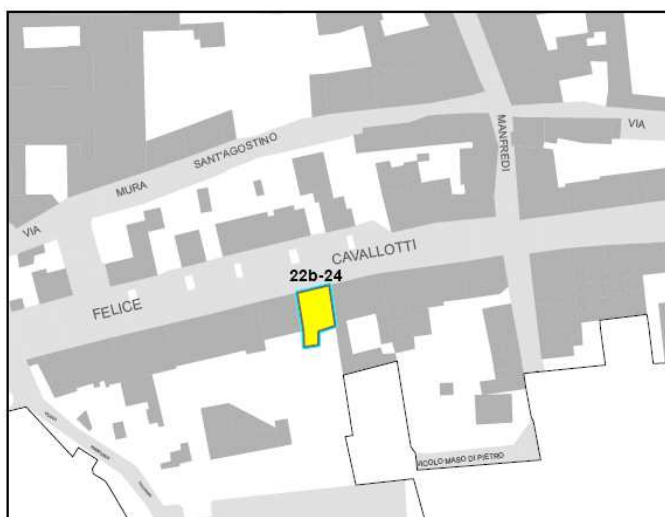 VIA MURA SANT'AGOSTINO
VIA
MANFREDI
FELICE CAVALLOTTI
22b-24
VICOLO MASO DI PIETRO